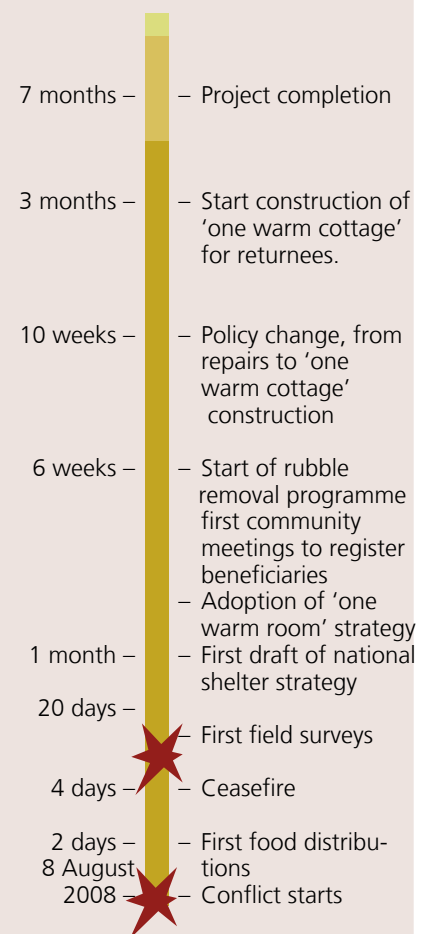 7 months – – Project completion
3 months – – Start construction of
'one warm cottage'
for returnees.
10 weeks – – Policy change, from
repairs to 'one
warm cottage'
construction
6 weeks – – Start of rubble
removal programme
first community
meetings to register
beneficiaries
– Adoption of 'one
warm room' strategy
1 month – – First draft of national
shelter strategy
20 days –
– First field surveys
4 days – – Ceasefire
2 days – – First food distribu-
8 August tions
2008 – – Conflict starts